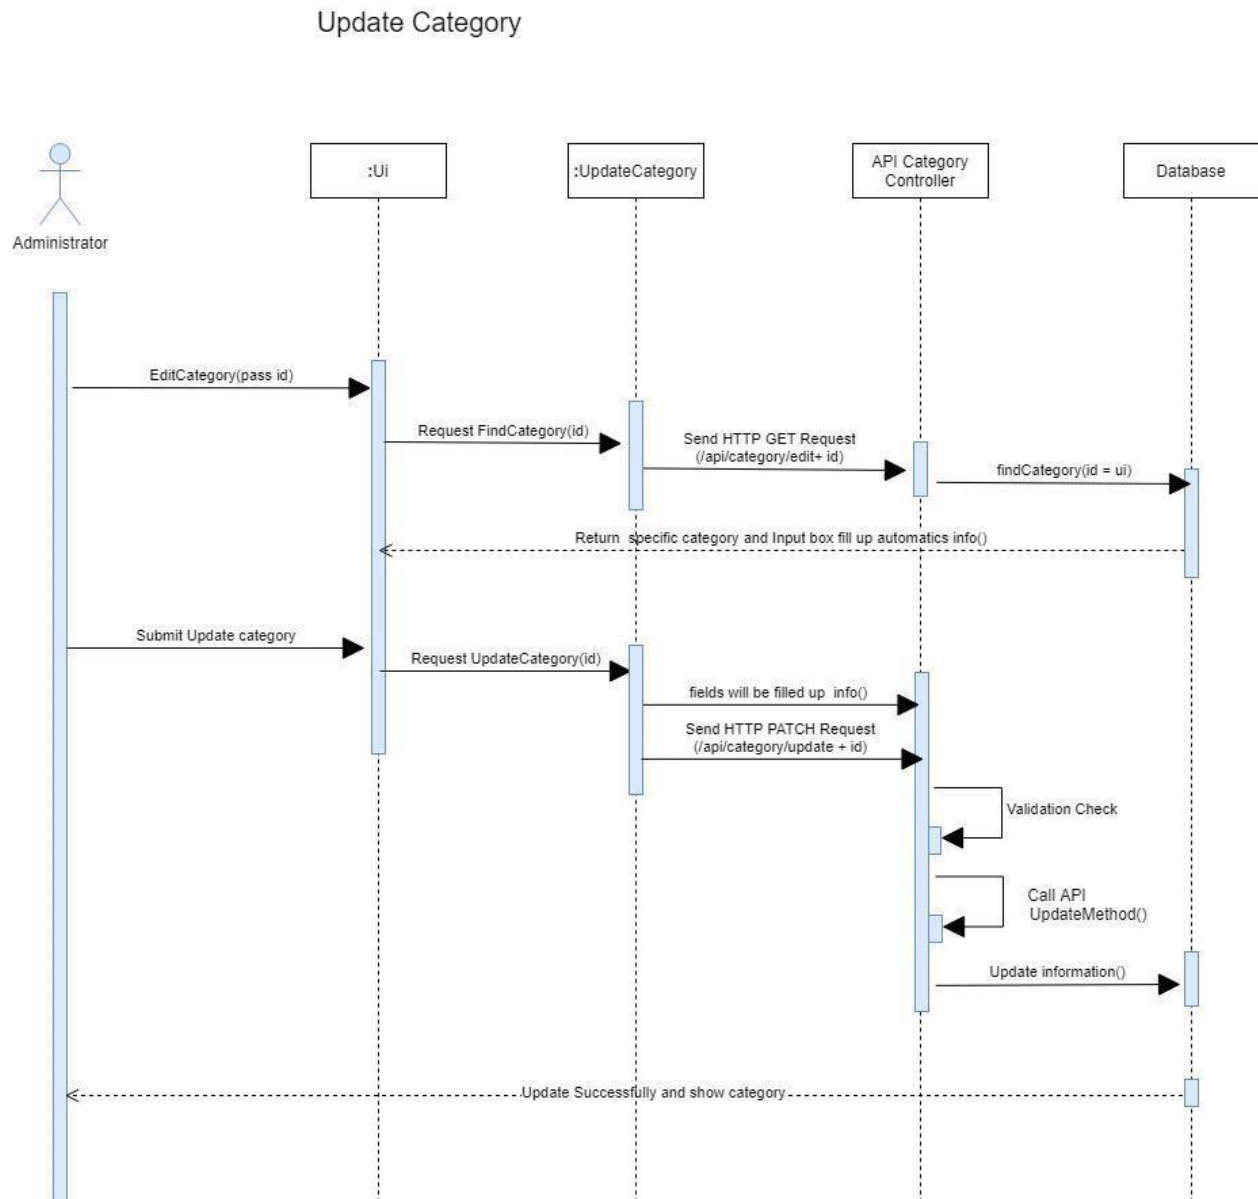 Update Category
Administrator
:Ui
:UpdateCategory
API Category
Controller
Database
EditCategory(pass id)
Request FindCategory(id)
Send HTTP GET Request
(/api/category/edit+ id)
findCategory(id = ui)
Return specific category and Input box fill up automatics info()
Submit Update category
Request UpdateCategory(id)
fields will be filled up info()
Send HTTP PATCH Request
(/api/category/update + id)
Validation Check
Call API
UpdateMethod()
Update information()
Update Successfully and show category